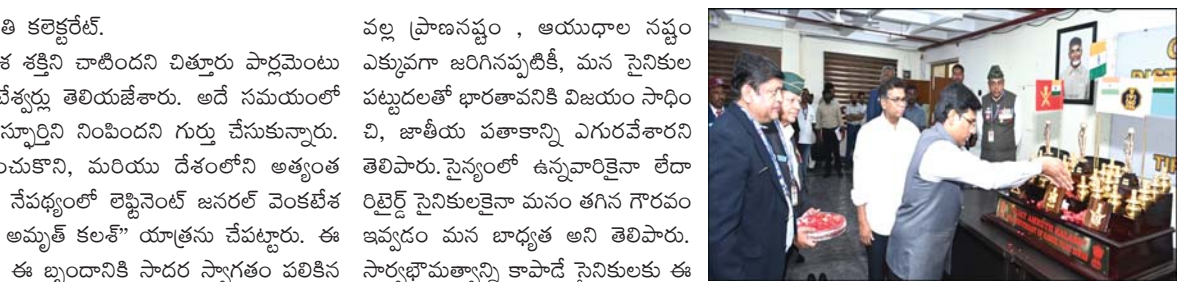 తి కలెక్టరేట్.
శ శక్తిని చాటిందని చిత్తూరు పార్లమెంటు
టేశ్వర్లు తెలియజేశారు. అదే సమయంలో
స్ఫూర్తిని నింపిందని గుర్తు చేసుకున్నారు.
ంచుకొని, మరియు దేశంలోని అత్యంత
నేపథ్యంలో లెఫ్టినెంట్ జనరల్ వెంకటేశ
అమృత్ కలశ్” యాత్రను చేపట్టారు. ఈ
ఈ బృందానికి సాదర స్వాగతం పలికిన
వల్ల ప్రాణనష్టం , ఆయుధాల నష్టం
ఎక్కువగా జరిగినప్పటికీ, మన సైనికుల
పట్టుదలతో భారతావనికి విజయం సాధిం
చి, జాతీయ పతాకాన్ని ఎగురవేశారని
తెలిపారు.సైన్యంలో ఉన్నవారికైనా లేదా
రిటైర్డ్ సైనికులకైనా మనం తగిన గౌరవం
ఇవ్వడం మన బాధ్యత అని తెలిపారు.
సార్వభౌమత్వాన్ని కాపాడే సైనికులకు ఈ
AMRUTH KALASH